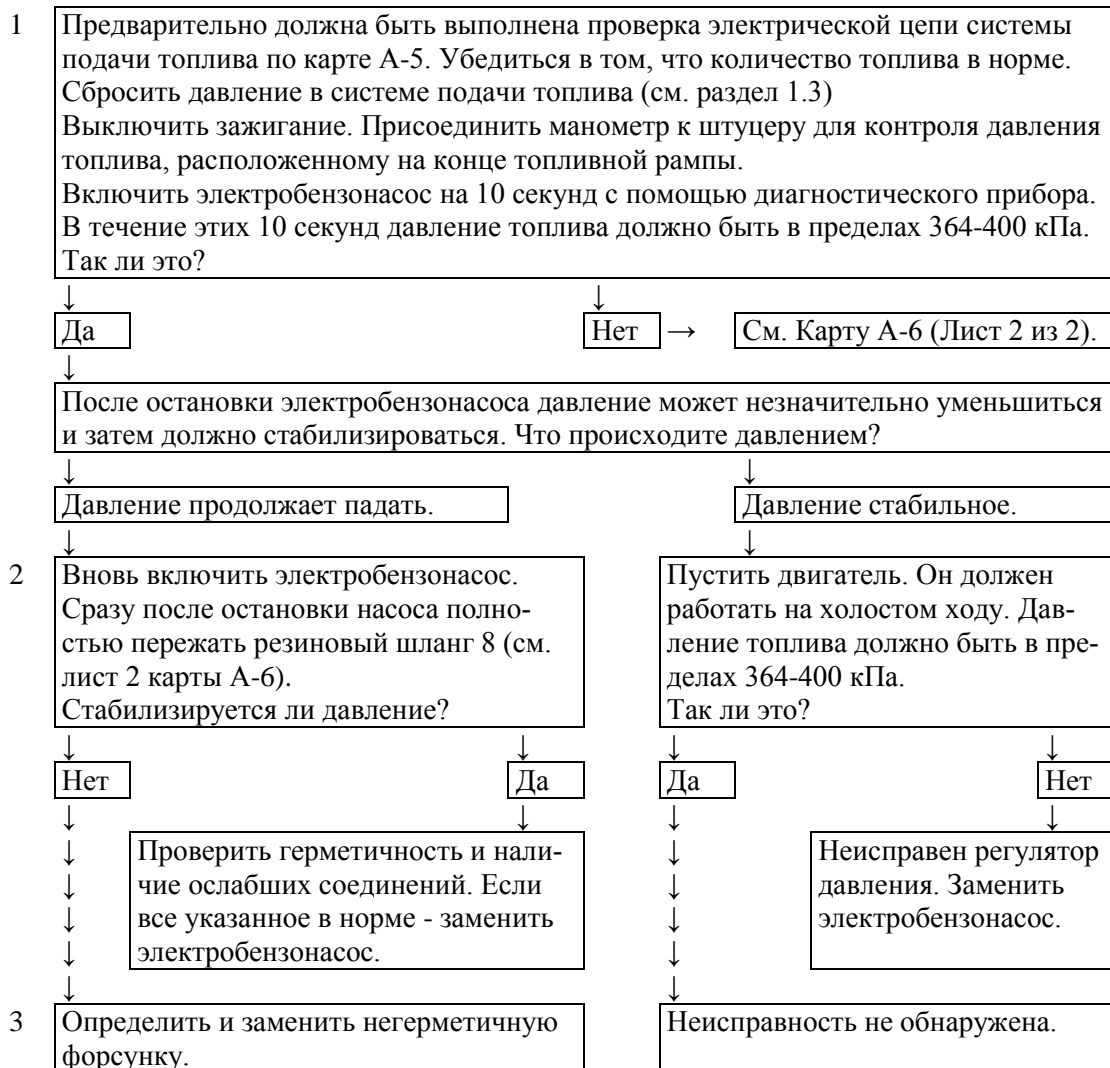 1 Предварительно должна быть выполнена проверка электрической цепи системы
подачи топлива по карте А-5. Убедиться в том, что количество топлива в норме.
Сбросить давление в системе подачи топлива (см. раздел 1.3)
Выключить зажигание. Присоединить манометр к штуцеру для контроля давления
топлива, расположенному на конце топливной рампы.
Включить электробензонасос на 10 секунд с помощью диагностического прибора.
В течение этих 10 секунд давление топлива должно быть в пределах 364-400 кПа.
Так ли это?
↓ ↓
Да Нет → См. Карту А-6 (Лист 2 из 2).
↓
После остановки электробензонасоса давление может незначительно уменьшиться
и затем должно стабилизироваться. Что происходите давлением?
↓ ↓
Давление продолжает падать. Давление стабильное.
↓ ↓
2 Вновь включить электробензонасос.
Сразу после остановки насоса полно-
стью пережать резиновый шланг 8 (см.
лист 2 карты А-6).
Стабилизируется ли давление?
Пустить двигатель. Он должен
работать на холостом ходу. Дав-
ление топлива должно быть в пре-
делах 364-400 кПа.
Так ли это?
↓ ↓ ↓ ↓
Нет Да Да Нет
↓ ↓ ↓ ↓
↓ Проверить герметичность и нали-
↓ чие ослабших соединений. Если
↓ все указанное в норме - заменить
↓ электробензонасос.
↓
↓ Неисправен регулятор
↓ давления. Заменить
↓ электробензонасос.
↓
↓
3 Определить и заменить негерметичную
форсунку.
Неисправность не обнаружена.